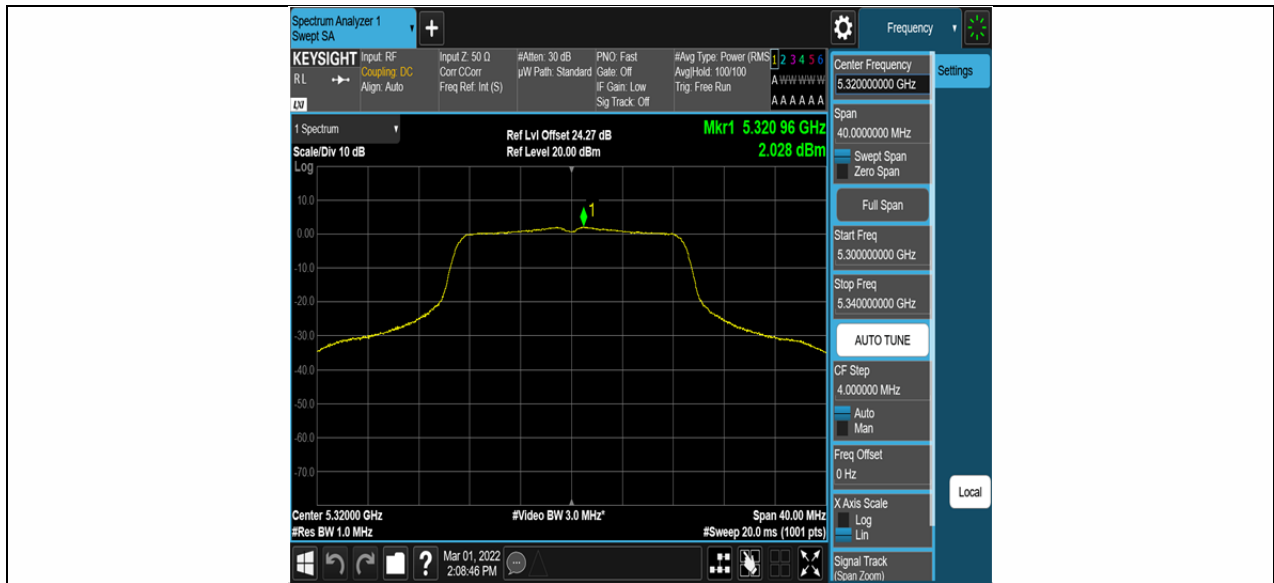 Spectrum Analyzer 1
Swept SA
+
Frequency
KEYSIGHT
RL
LXI
Input: RF
Coupling: DC
Align: Auto
Input Z: 50 Ω
Corr CCorr
Freq Ref: Int (S)
#Atten: 30 dB
µW Path: Standard
PNO: Fast
Gate: Off
IF Gain: Low
Sig Track: Off
#Avg Type: Power (RMS
Avg|Hold: 100/100
Trig: Free Run
1 2 3 4 5 6
A W W W W W
A A A A A A
1 Spectrum
Scale/Div 10 dB
Log
Ref Lvl Offset 24.27 dB
Ref Level 20.00 dBm
Mkr1 5.320 96 GHz
2.028 dBm
10.0
0.00
-10.0
-20.0
-30.0
-40.0
-50.0
-60.0
-70.0
1
Center 5.32000 GHz
#Res BW 1.0 MHz
#Video BW 3.0 MHz*
Span 40.00 MHz
#Sweep 20.0 ms (1001 pts)
Center Frequency
5.320000000 GHz
Span
40.0000000 MHz
Swept Span
Zero Span
Full Span
Start Freq
5.300000000 GHz
Stop Freq
5.340000000 GHz
AUTO TUNE
CF Step
4.000000 MHz
Auto
Man
Freq Offset
0 Hz
X Axis Scale
Log
Lin
Signal Track
(Span Zoom)
Settings
Local
?
Mar 01, 2022
2:08:46 PM